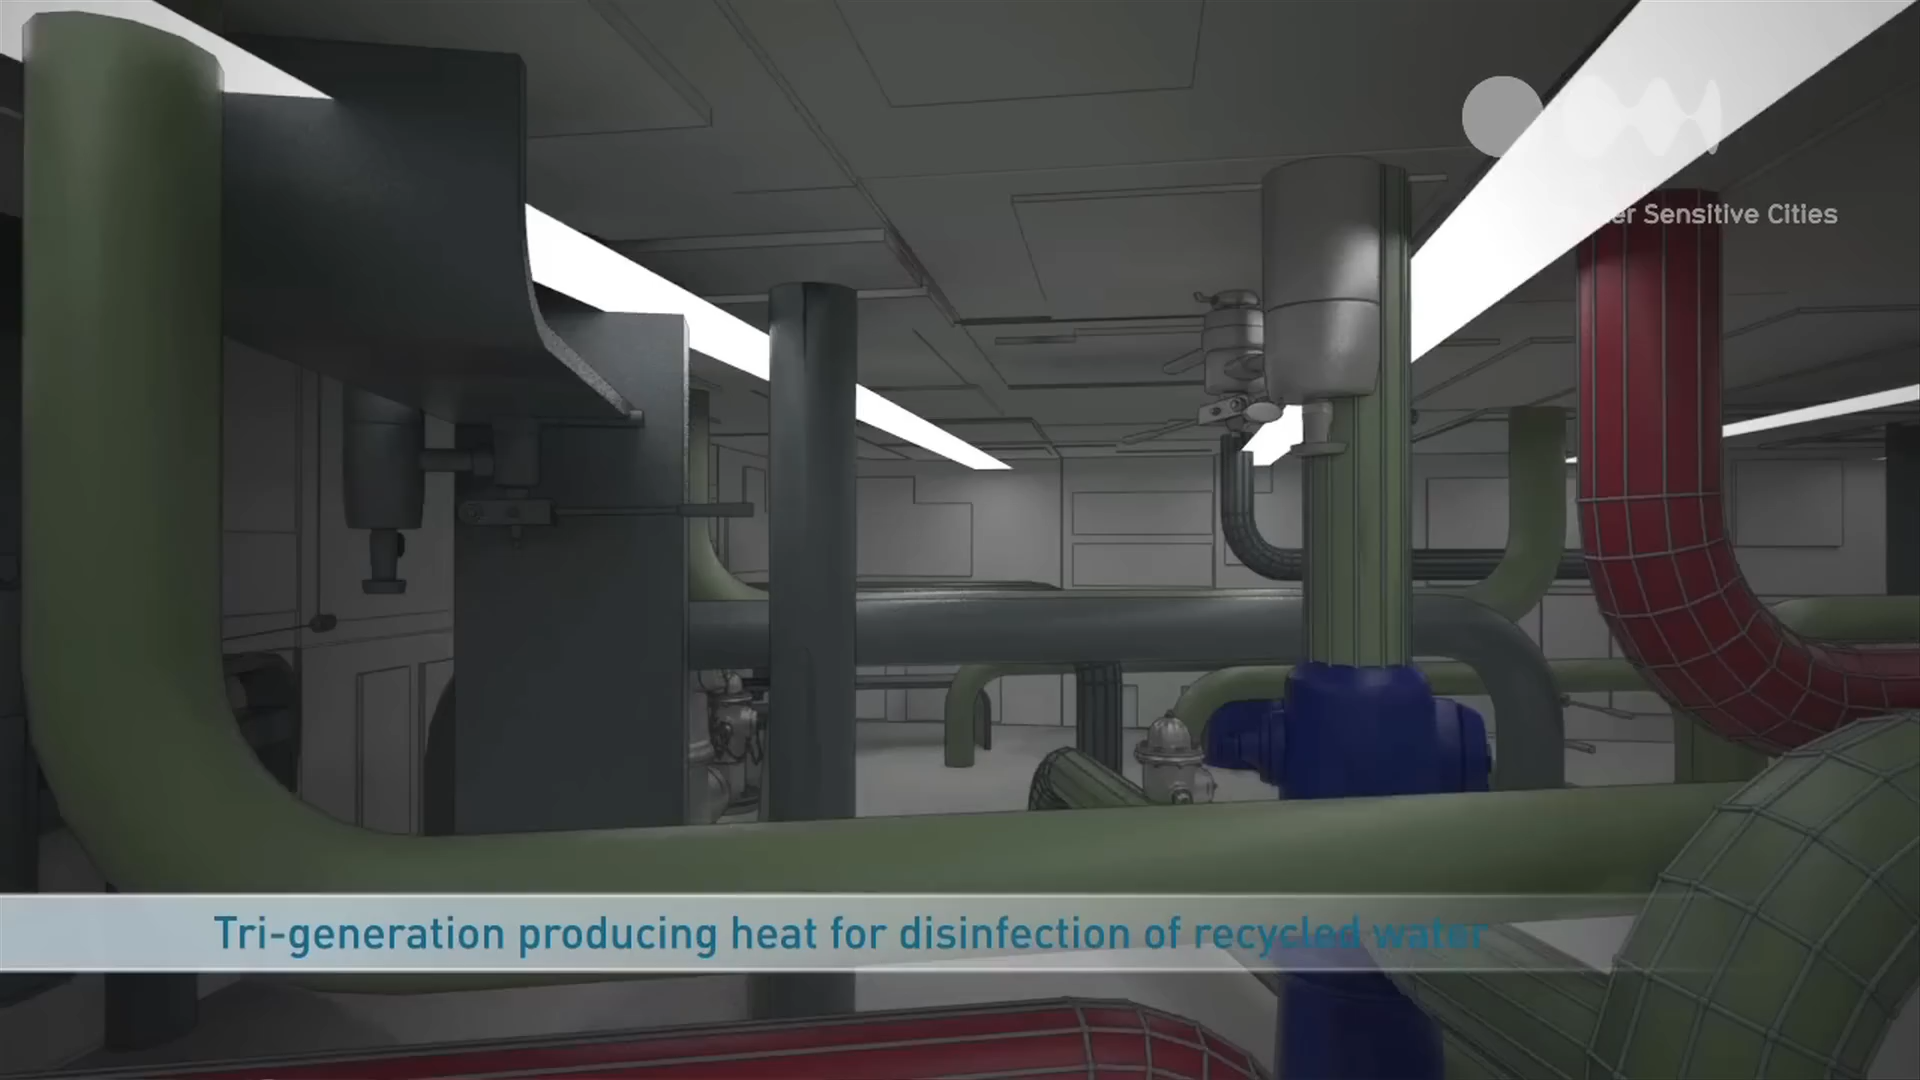 er Sensitive Cities
Tri-generation producing heat for disinfection of recycled water